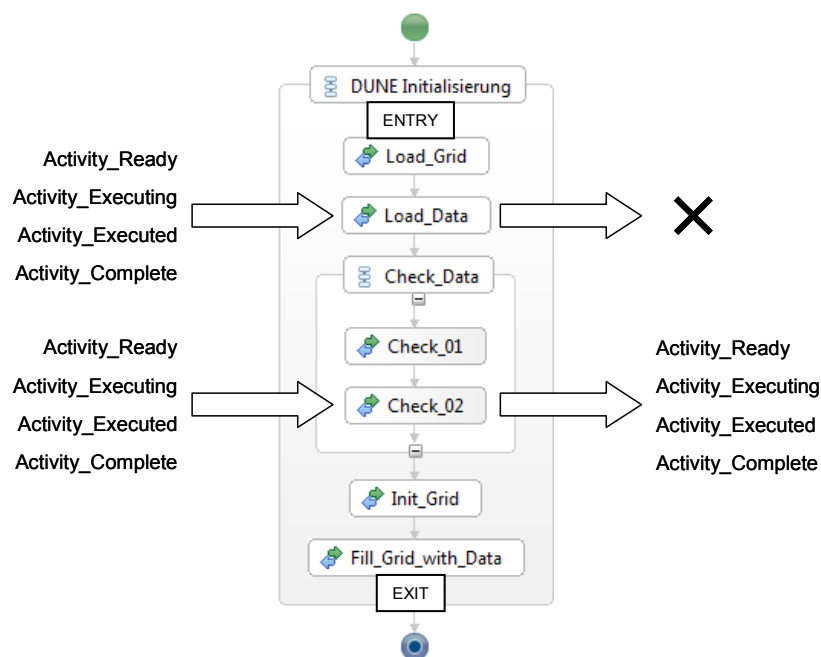 DUNE Initialisierung
ENTRY
Load_Grid
Activity_Ready
Activity_Executing
Activity_Executed
Activity_Complete
Load_Data
Check_Data
Check_01
Activity_Ready
Activity_Executing
Activity_Executed
Activity_Complete
Check_02
Activity_Ready
Activity_Executing
Activity_Executed
Activity_Complete
Init_Grid
Fill_Grid_with_Data
EXIT